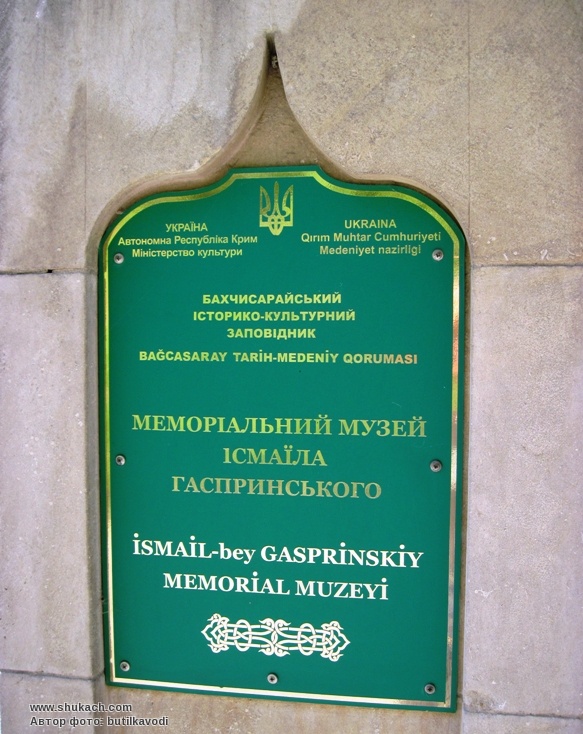 УКРАЇНА
Автономна Республіка Крим
Міністерство культури
UKRAINA
Qırım Muhtar Cumhuriyeti
Medeniyet nazirligi
БАХЧИСАРАЙСЬКИЙ
ІСТОРИКО-КУЛЬТУРНИЙ
ЗАПОВІДНИК
BAĞCASARAY TARİH-MEDENİY QORUMASI
МЕМОРІАЛЬНИЙ МУЗЕЙ
ІСМАЇЛА
ГАСПРИНСЬКОГО
İSMAİL-bey GASPRİNSKİY
MEMORİAL MUZEYİ
www.shukach.com
Автор фото: butilkavodi